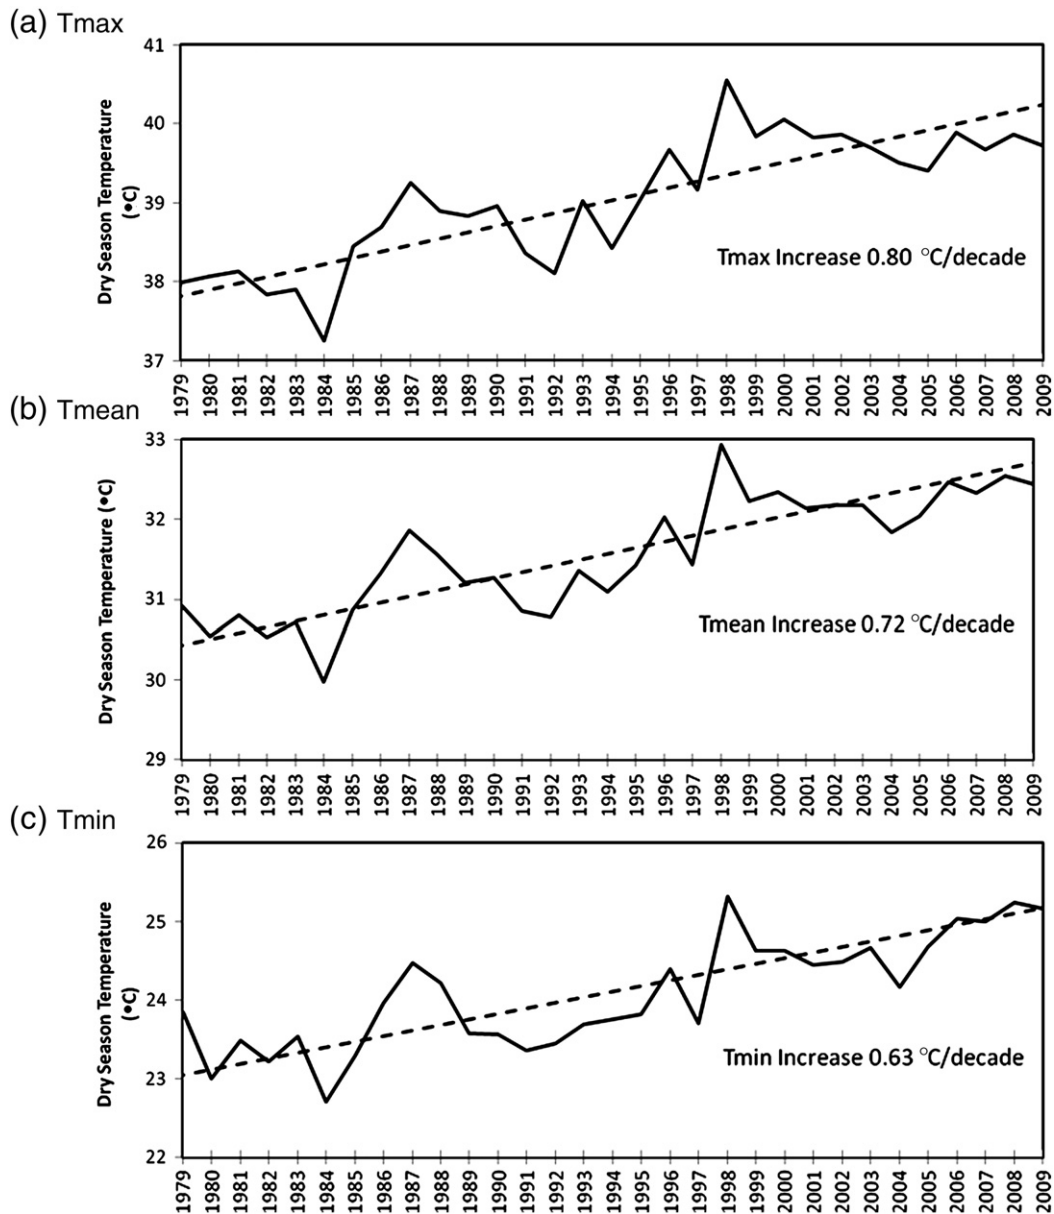 (a) Tmax
Dry Season Temperature
(•C)
41
40
39
38
37
Tmax Increase 0.80 °C/decade
1979 1980 1981 1982 1983 1984 1985 1986 1987 1988 1989 1990 1991 1992 1993 1994 1995 1996 1997 1998 1999 2000 2001 2002 2003 2004 2005 2006 2007 2008 2009
(b) Tmean
Dry Season Temperature (•C)
33
32
31
30
29
Tmean Increase 0.72 °C/decade
1979 1980 1981 1982 1983 1984 1985 1986 1987 1988 1989 1990 1991 1992 1993 1994 1995 1996 1997 1998 1999 2000 2001 2002 2003 2004 2005 2006 2007 2008 2009
(c) Tmin
Dry Season Temperature
(•C)
26
25
24
23
22
Tmin Increase 0.63 °C/decade
1979 1980 1981 1982 1983 1984 1985 1986 1987 1988 1989 1990 1991 1992 1993 1994 1995 1996 1997 1998 1999 2000 2001 2002 2003 2004 2005 2006 2007 2008 2009